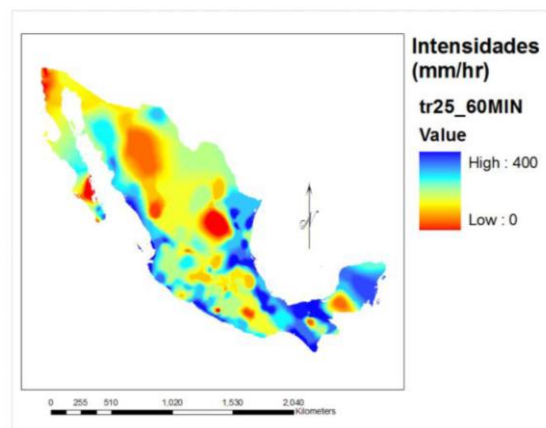 Intensidades
(mm/hr)
tr25_60MIN
Value
High : 400
Low : 0
N
0 255 510 1,020 1,530 2,040
Kilometers